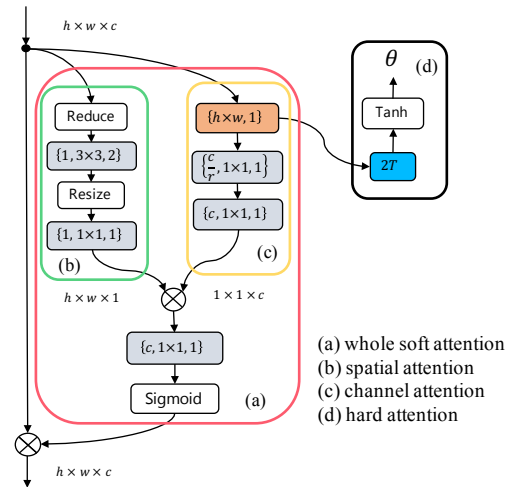 h × w × c
(d)
θ
Tanh
2T
Reduce
{1, 3×3, 2}
Resize
{1, 1×1, 1}
(b)
{h×w, 1}
{c/r, 1×1, 1}
{c, 1×1, 1}
(c)
h × w × 1
1 × 1 × c
{c, 1×1, 1}
Sigmoid
(a)
h × w × c
(a) whole soft attention
(b) spatial attention
(c) channel attention
(d) hard attention